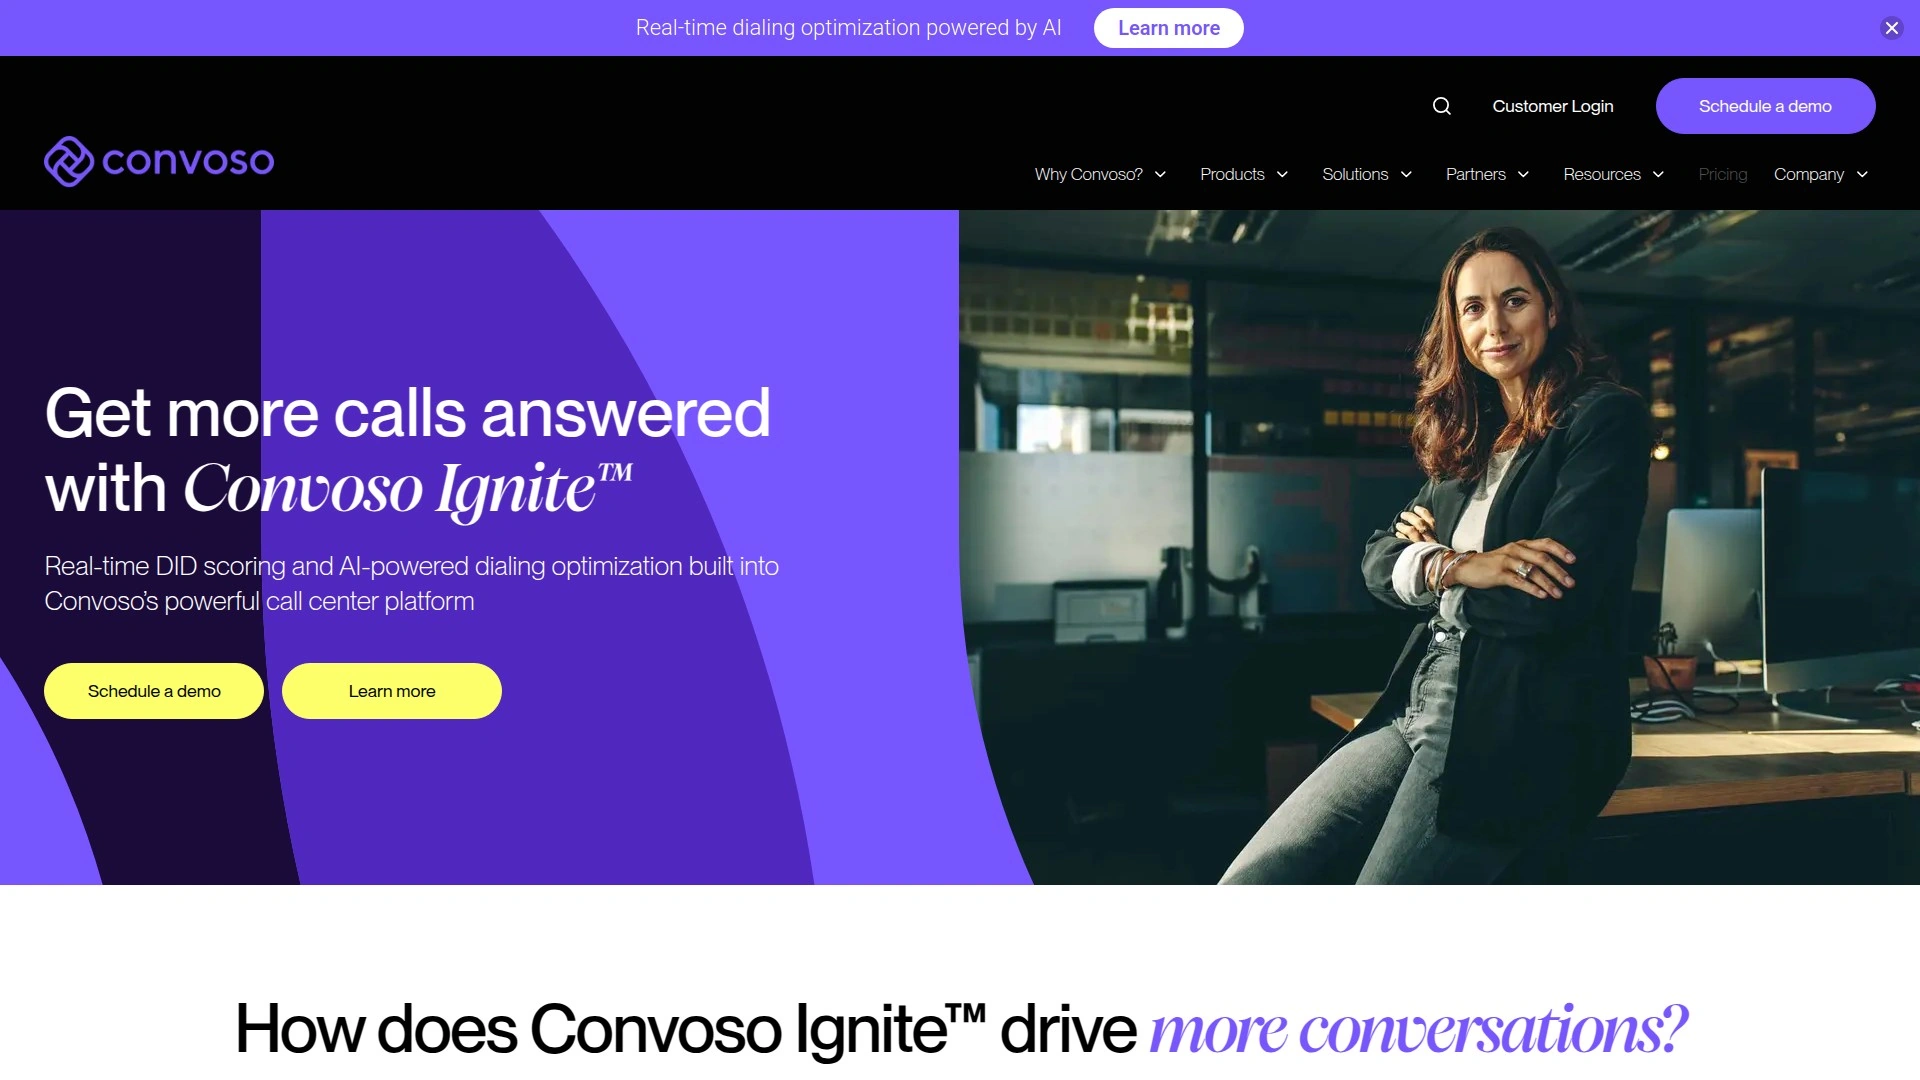 Real-time dialing optimization powered by AI Learn more
Customer Login Schedule a demo
convoso
Why Convoso? Products Solutions Partners Resources Pricing Company
Get more calls answered
with Convoso Ignite™
Real-time DID scoring and AI-powered dialing optimization built into
Convoso’s powerful call center platform
Schedule a demo Learn more
How does Convoso Ignite™ drive more conversations?